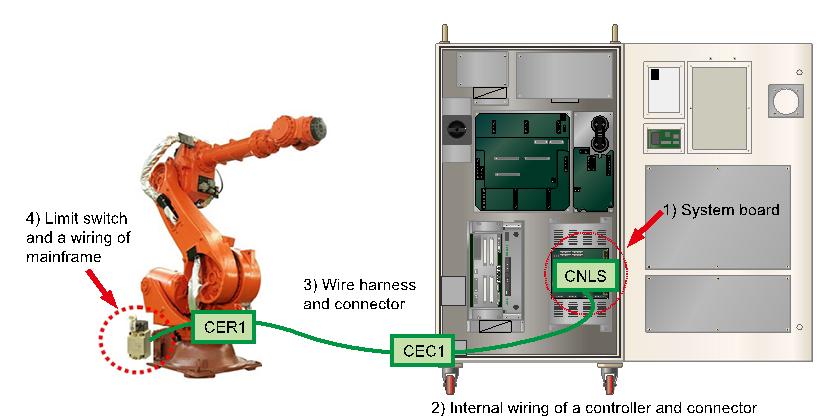 1) System board
4) Limit switch
and a wiring of
mainframe
CNLS
3) Wire harness
and connector
CER1
CEC1
2) Internal wiring of a controller and connector